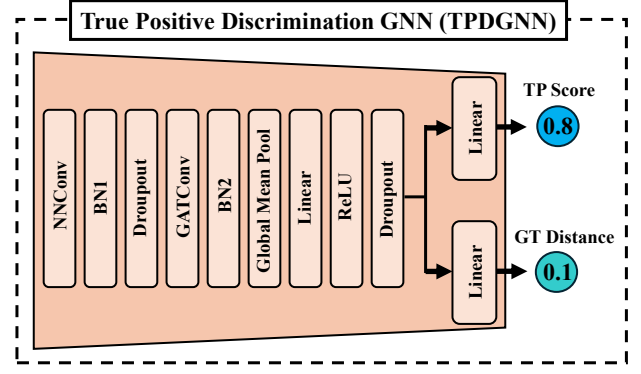 True Positive Discrimination GNN (TPDGNN)
NNConv
BN1
Droupout
GATConv
BN2
Global Mean Pool
Linear
ReLU
Droupout
Linear
TP Score
0.8
Linear
GT Distance
0.1